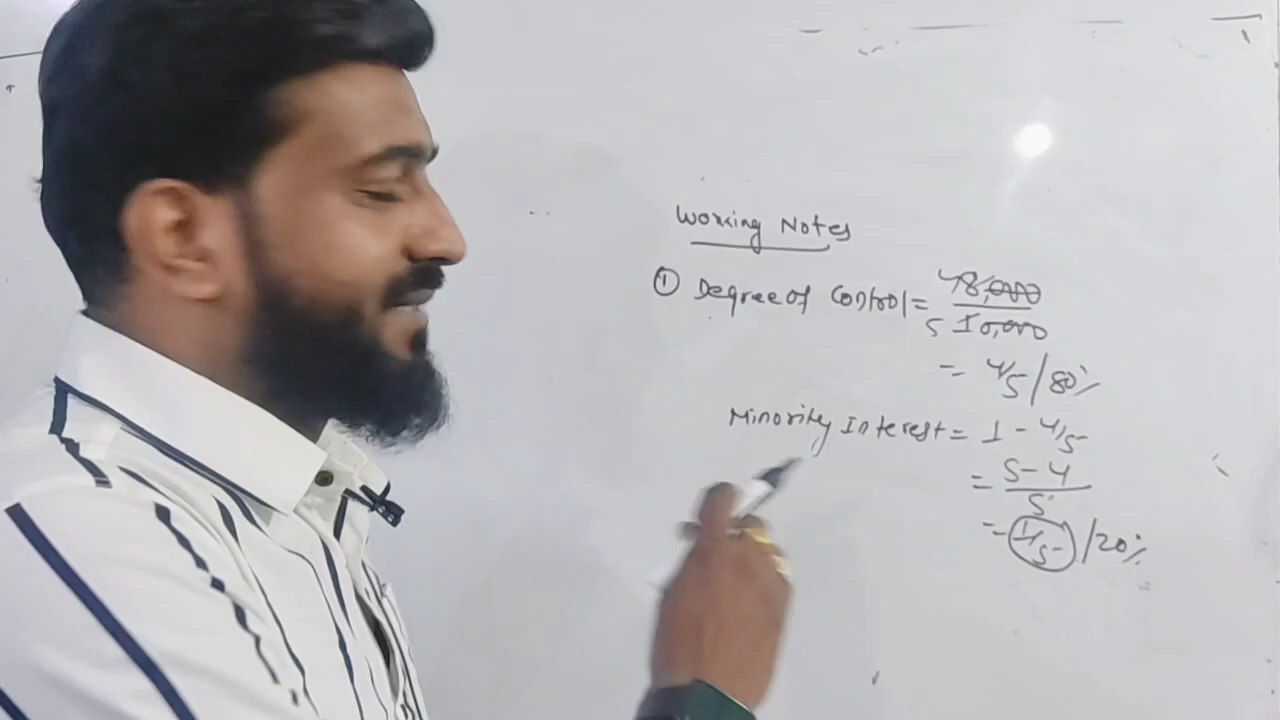 Working Notes
① Degree of Control = 4 8,000
5 10,000
= 4/5 / 80%
Minority Interest = 1 - 4/5
= 5 - 4
5
= 1/5 / 20%